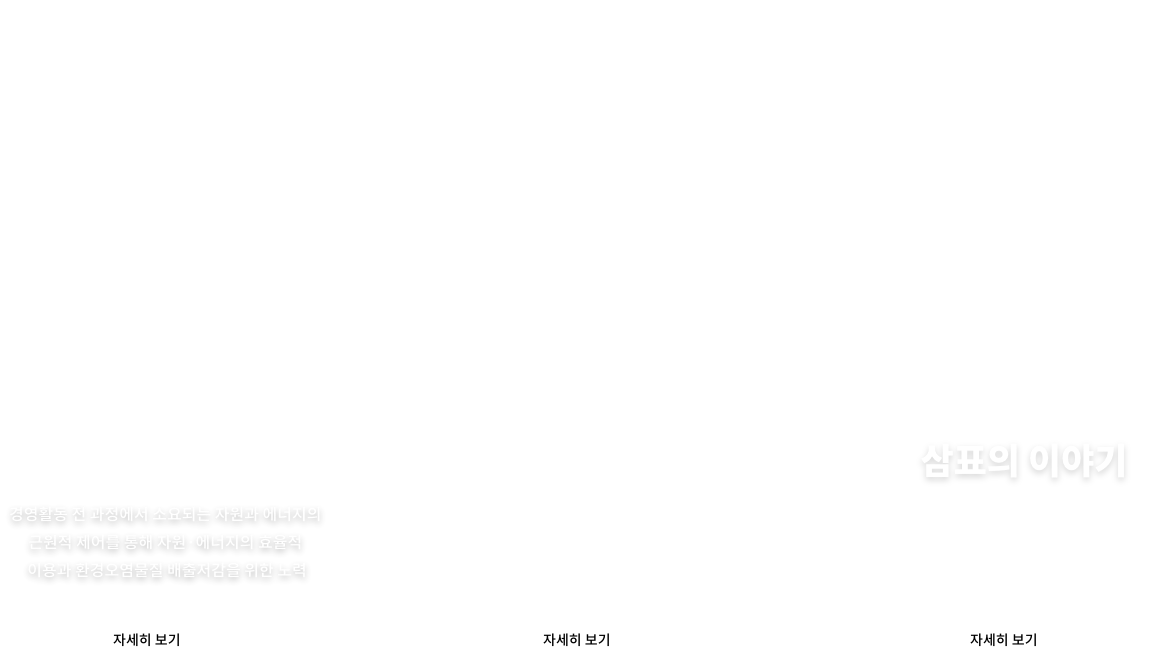 삼표의 이야기
경영활동 전 과정에서 소요되는 자원과 에너지의
근원적 제어를 통해 자원·에너지의 효율적
이용과 환경오염물질 배출저감을 위한 노력
자세히 보기
자세히 보기
자세히 보기